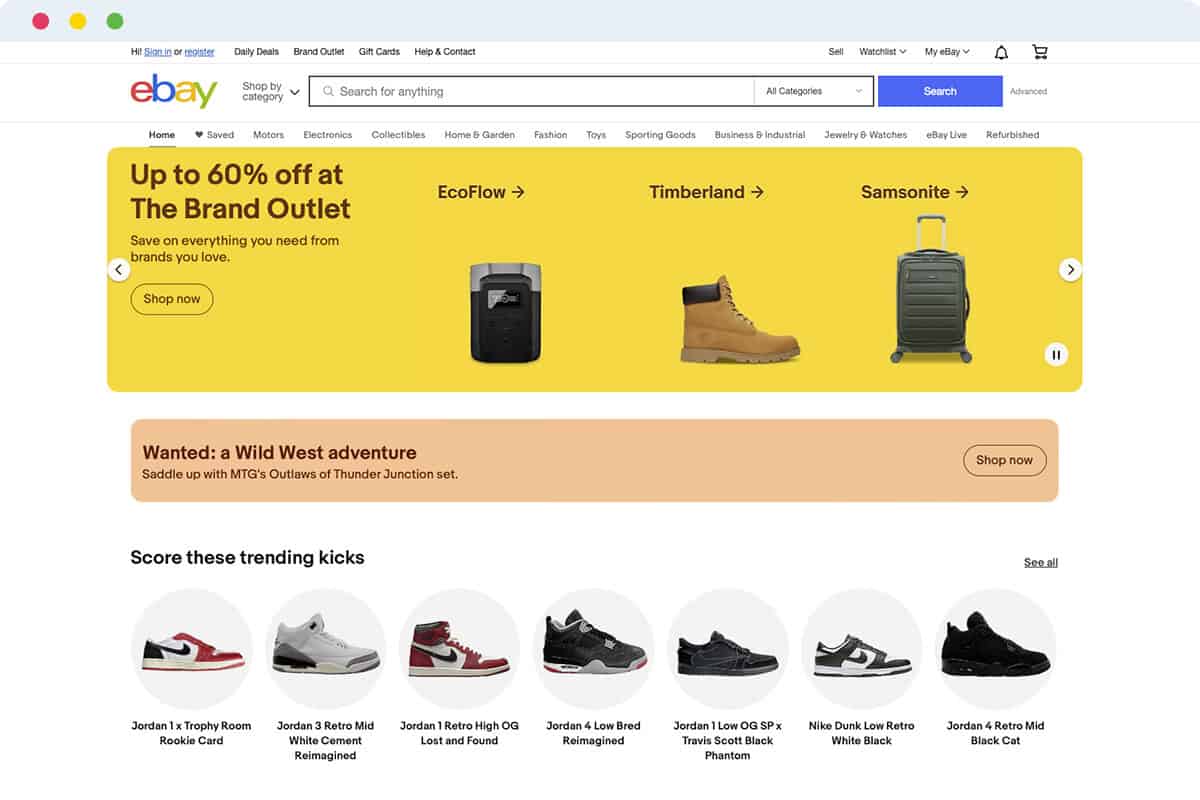 Hi! Sign in or register Daily Deals Brand Outlet Gift Cards Help & Contact Sell Watchlist My eBay
ebay
Shop by
category
Search for anything
All Categories
Search
Advanced
Home Saved Motors Electronics Collectibles Home & Garden Fashion Toys Sporting Goods Business & Industrial Jewelry & Watches eBay Live Refurbished
Up to 60% off at
The Brand Outlet
Save on everything you need from
brands you love.
Shop now
EcoFlow →
Timberland →
Samsonite →
Wanted: a Wild West adventure
Saddle up with MTG's Outlaws of Thunder Junction set.
Shop now
Score these trending kicks
See all
Jordan 1 x Trophy Room
Rookie Card
Jordan 3 Retro Mid
White Cement
Reimagined
Jordan 1 Retro High OG
Lost and Found
Jordan 4 Low Bred
Reimagined
Jordan 1 Low OG SP x
Travis Scott Black
Phantom
Nike Dunk Low Retro
White Black
Jordan 4 Retro Mid
Black Cat